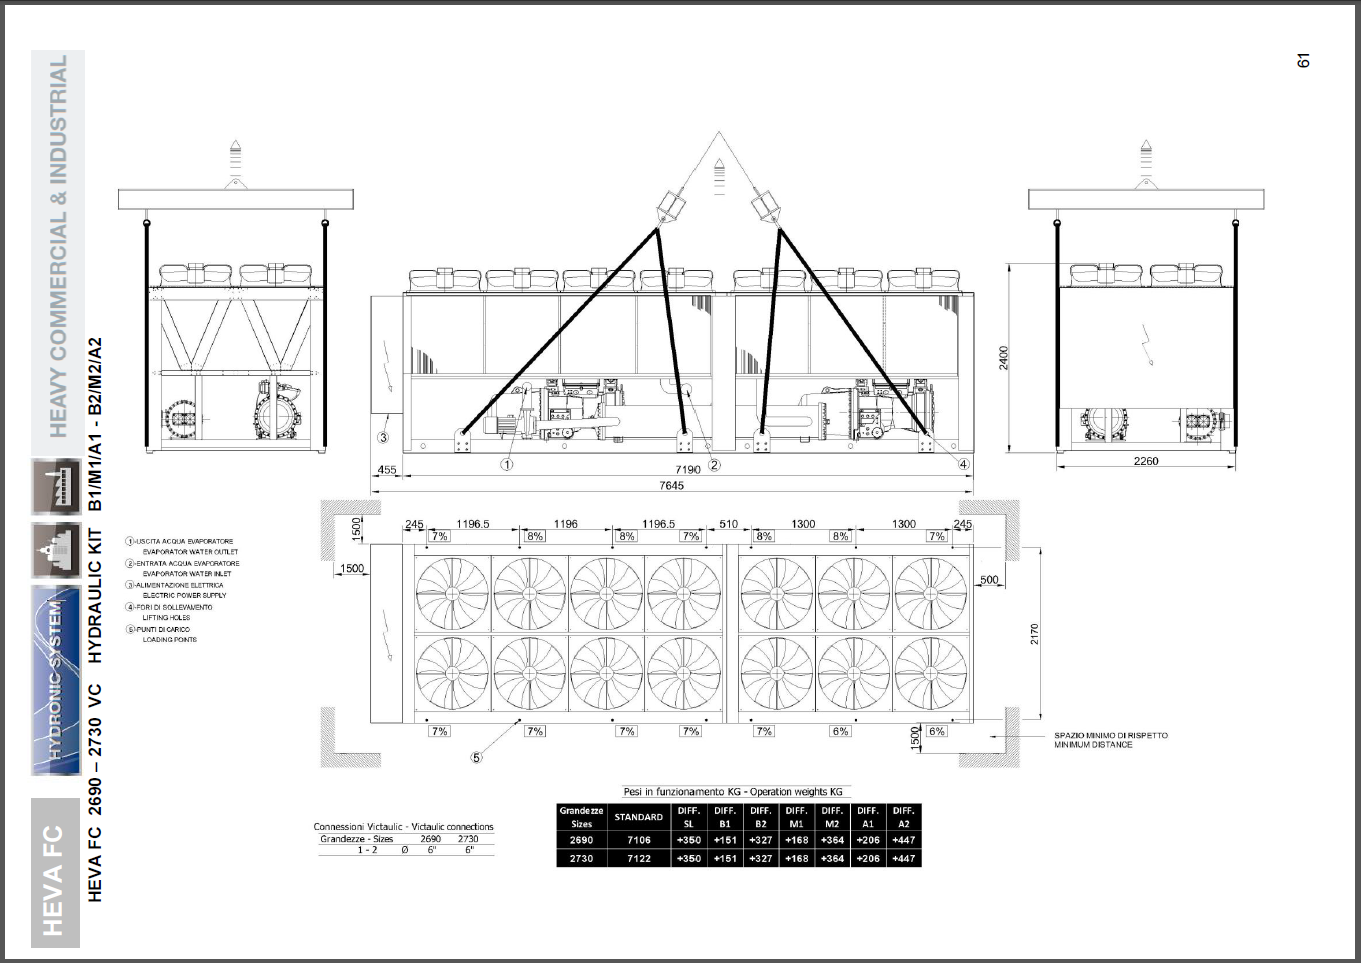 61
HEAVY COMMERCIAL & INDUSTRIAL
HYDRONIC SYSTEM
HEVA FC
HEVA FC 2690 – 2730 VC HYDRAULIC KIT B1/M1/A1 - B2/M2/A2
3
1
2
4
455
7190
7645
2400
2260
1 -USCITA ACQUA EVAPORATORE
EVAPORATOR WATER OUTLET
2 -ENTRATA ACQUA EVAPORATORE
EVAPORATOR WATER INLET
3 -ALIMENTAZIONE ELETTRICA
ELECTRIC POWER SUPPLY
4 -FORI DI SOLLEVAMENTO
LIFTING HOLES
5 -PUNTI DI CARICO
LOADING POINTS
1500
245 1196.5 1196 1196.5 510 1300 1300 245
7% 8% 8% 7% 8% 8% 7%
1500
500
2170
7% 7% 7% 7% 7% 6% 6%
1500
5
SPAZIO MINIMO DI RISPETTO
MINIMUM DISTANCE
Pesi in funzionamento KG - Operation weights KG
Grandezze Sizes STANDARD DIFF. SL DIFF. B1 DIFF. B2 DIFF. M1 DIFF. M2 DIFF. A1 DIFF. A2
2690 7106 +350 +151 +327 +168 +364 +206 +447
2730 7122 +350 +151 +327 +168 +364 +206 +447
Connessioni Victaulic - Victaulic connections
Grandezze - Sizes 2690 2730
1 - 2 Ø 6" 6"